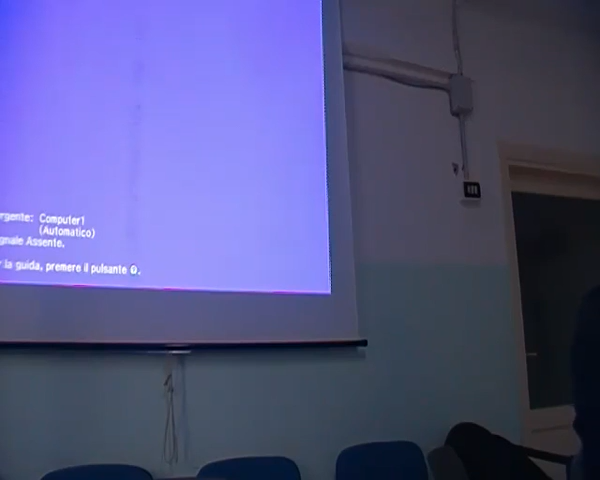 rgente: Computer1
(Automatico)
gnale Assente.
la guida, premere il pulsante